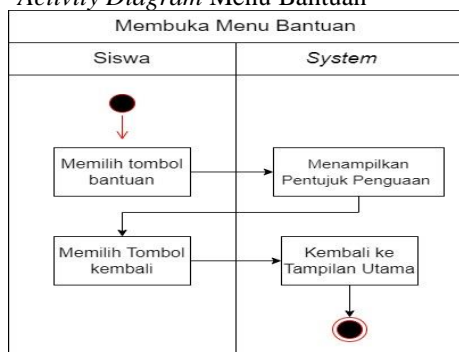 Activity Diagram Menu Bantuan
Membuka Menu Bantuan
Siswa
System
Memilih tombol
bantuan
Menampilkan
Pentujuk Penguaan
Memilih Tombol
kembali
Kembali ke
Tampilan Utama